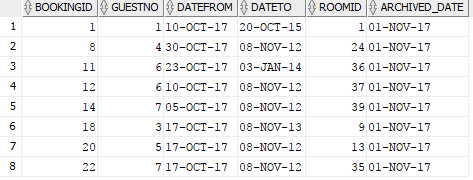 BOOKINGID GUESTNO DATEFROM DATETO ROOMID ARCHIVED_DATE
1 1 1 10-OCT-17 20-OCT-15 1 01-NOV-17
2 8 4 30-OCT-17 08-NOV-12 24 01-NOV-17
3 11 6 23-OCT-17 03-JAN-14 36 01-NOV-17
4 12 6 10-OCT-17 08-NOV-12 37 01-NOV-17
5 14 7 05-OCT-17 08-NOV-12 39 01-NOV-17
6 18 3 17-OCT-17 08-NOV-13 9 01-NOV-17
7 20 5 17-OCT-17 08-NOV-12 13 01-NOV-17
8 22 7 17-OCT-17 08-NOV-12 35 01-NOV-17